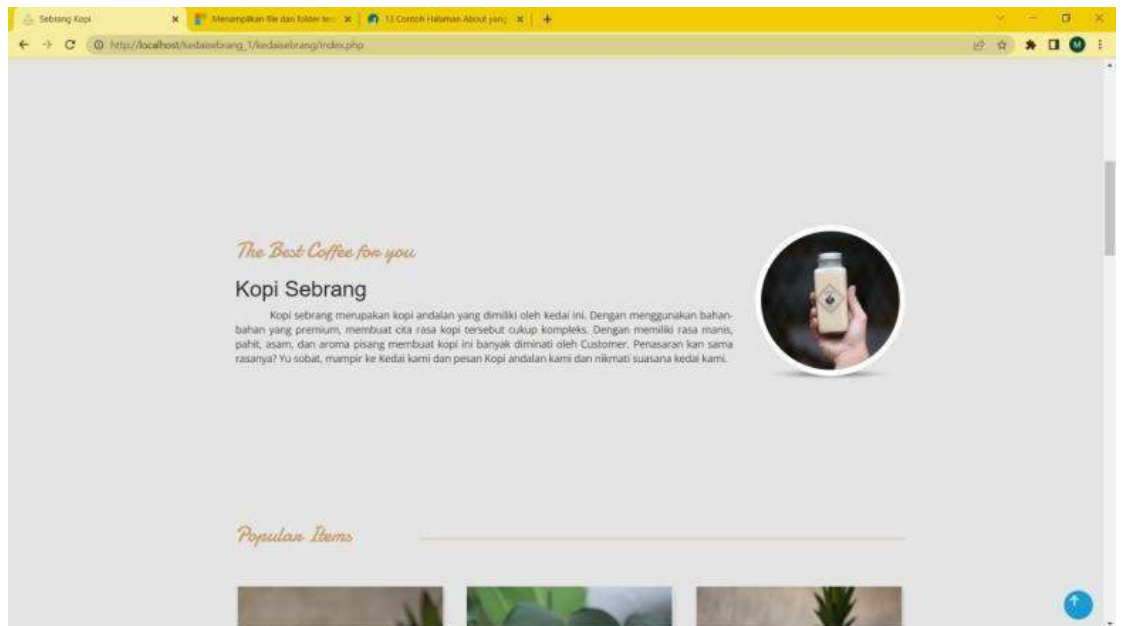 Sebrang Kopi
Menampilkan file dan folder ter
13 Contoh Halaman About yang
http://localhost/kedaisebrang_1/kedaisebrang/index.php
M
The Best Coffee for you
Kopi Sebrang
Kopi sebrang merupakan kopi andalan yang dimiliki oleh kedai ini. Dengan menggunakan bahan-
bahan yang premium, membuat cita rasa kopi tersebut cukup kompleks. Dengan memiliki rasa manis,
pahit, asam, dan aroma pisang membuat kopi ini banyak diminati oleh Customer. Penasaran kan sama
rasanya? Yu sobat, mampir ke Kedai kami dan pesan Kopi andalan kami dan nikmati suasana kedai kami.
Popular Items